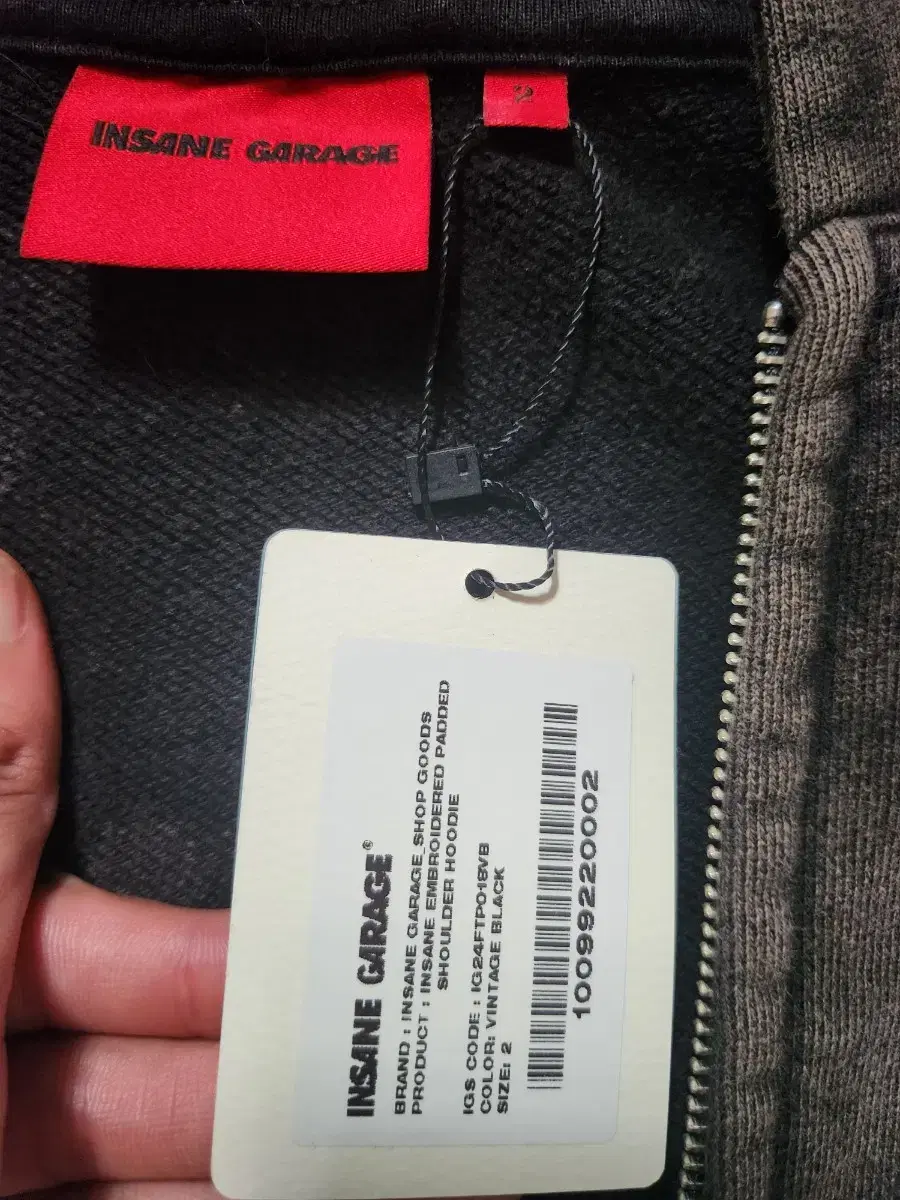 INSANE GARAGE
2
INSANE GARAGE®
BRAND : INSANE GARAGE_SHOP GOODS
PRODUCT : INSANE EMBROIDERED PADDED
SHOULDER HOODIE
IGS CODE : IG24FTP018VB
COLOR: VINTAGE BLACK
SIZE: 2
10099220002